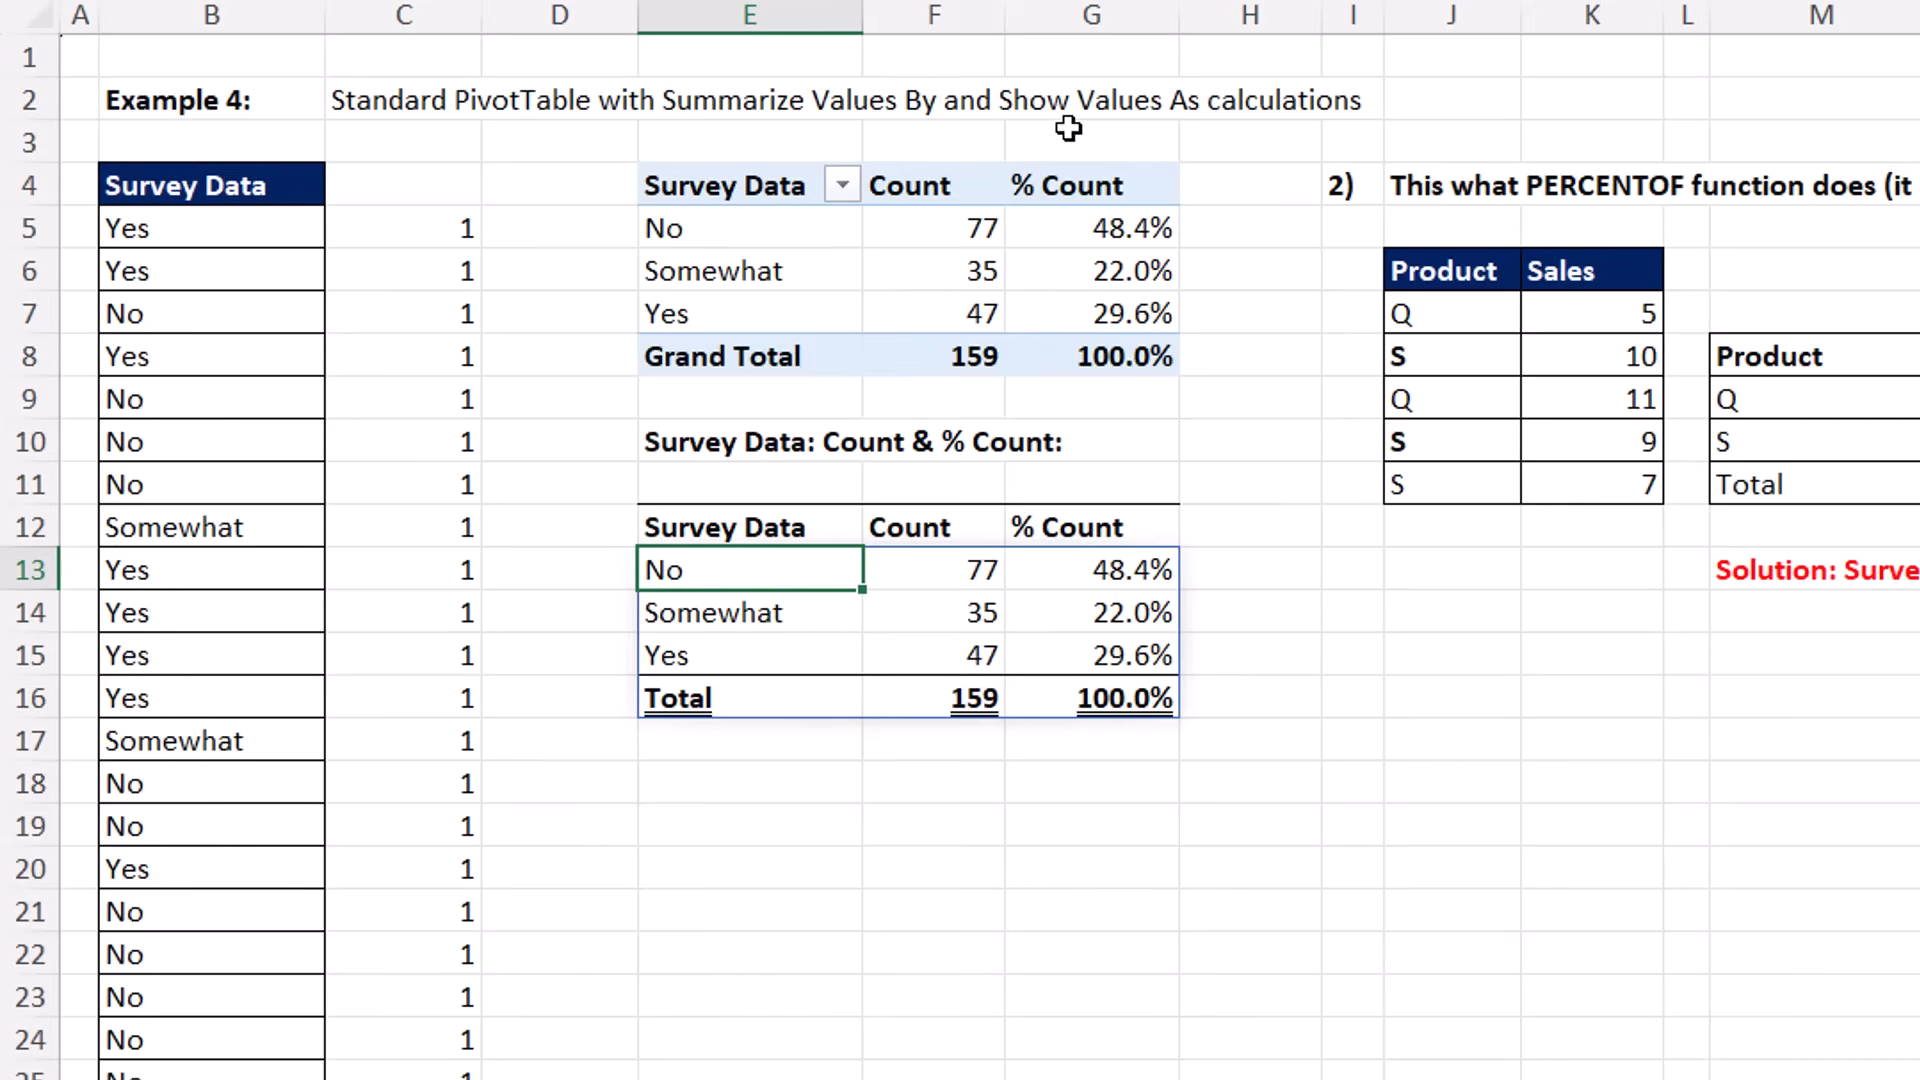 A B C D E F G H I J K L M
1
2 Example 4: Standard PivotTable with Summarize Values By and Show Values As calculations
3
4 Survey Data Survey Data Count % Count 2) This what PERCENTOF function does (it
5 Yes 1 No 77 48.4%
6 Yes 1 Somewhat 35 22.0% Product Sales
7 No 1 Yes 47 29.6% Q 5
8 Yes 1 Grand Total 159 100.0% S 10 Product
9 No 1 Q 11 Q
10 No 1 Survey Data: Count & % Count: S 9 S
11 No 1 S 7 Total
12 Somewhat 1 Survey Data Count % Count
13 Yes 1 No 77 48.4% Solution: Surve
14 Yes 1 Somewhat 35 22.0%
15 Yes 1 Yes 47 29.6%
16 Yes 1 Total 159 100.0%
17 Somewhat 1
18 No 1
19 No 1
20 Yes 1
21 No 1
22 No 1
23 No 1
24 No 1